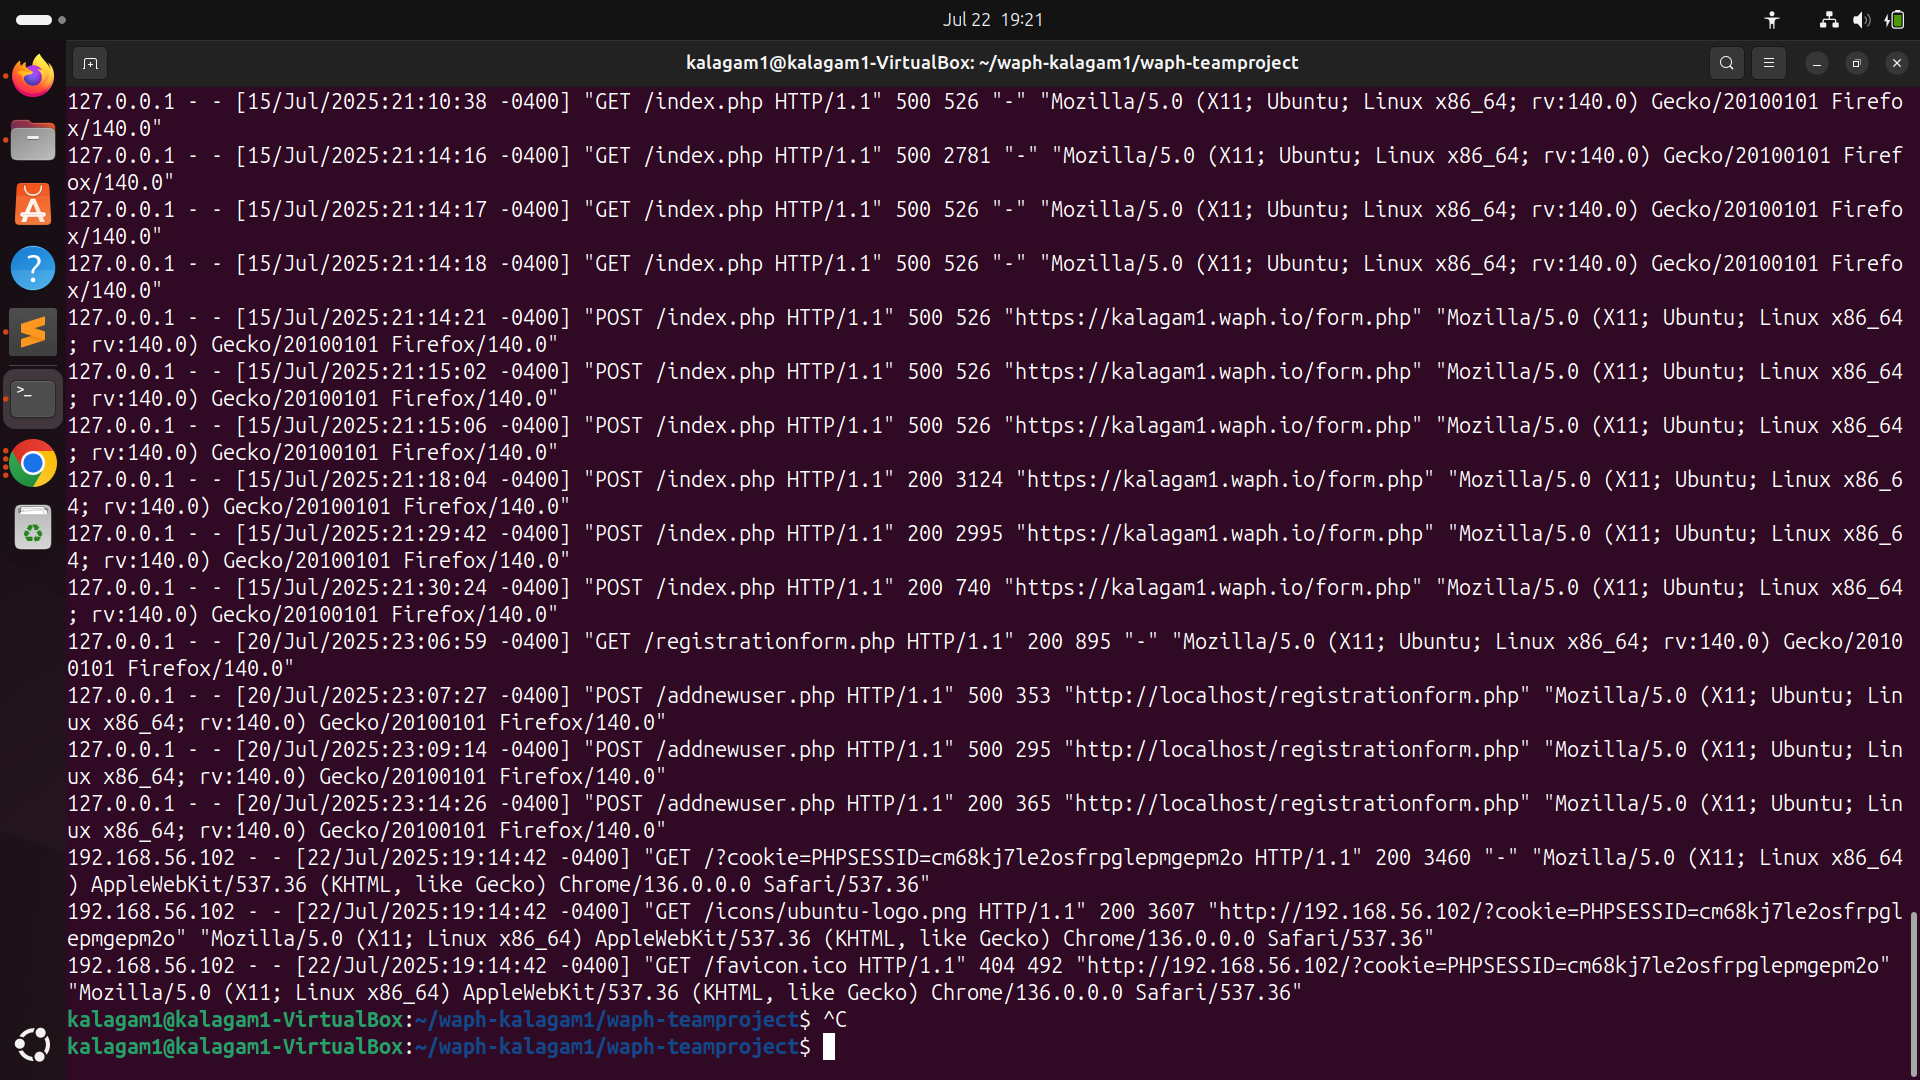 Jul 22 19:21
kalagam1@kalagam1-VirtualBox: ~/waph-kalagam1/waph-teamproject
127.0.0.1 - - [15/Jul/2025:21:10:38 -0400] "GET /index.php HTTP/1.1" 500 526 "-" "Mozilla/5.0 (X11; Ubuntu; Linux x86_64; rv:140.0) Gecko/20100101 Firefo
x/140.0"
127.0.0.1 - - [15/Jul/2025:21:14:16 -0400] "GET /index.php HTTP/1.1" 500 2781 "-" "Mozilla/5.0 (X11; Ubuntu; Linux x86_64; rv:140.0) Gecko/20100101 Firef
ox/140.0"
127.0.0.1 - - [15/Jul/2025:21:14:17 -0400] "GET /index.php HTTP/1.1" 500 526 "-" "Mozilla/5.0 (X11; Ubuntu; Linux x86_64; rv:140.0) Gecko/20100101 Firefo
x/140.0"
127.0.0.1 - - [15/Jul/2025:21:14:18 -0400] "GET /index.php HTTP/1.1" 500 526 "-" "Mozilla/5.0 (X11; Ubuntu; Linux x86_64; rv:140.0) Gecko/20100101 Firefo
x/140.0"
127.0.0.1 - - [15/Jul/2025:21:14:21 -0400] "POST /index.php HTTP/1.1" 500 526 "https://kalagam1.waph.io/form.php" "Mozilla/5.0 (X11; Ubuntu; Linux x86_64
; rv:140.0) Gecko/20100101 Firefox/140.0"
127.0.0.1 - - [15/Jul/2025:21:15:02 -0400] "POST /index.php HTTP/1.1" 500 526 "https://kalagam1.waph.io/form.php" "Mozilla/5.0 (X11; Ubuntu; Linux x86_64
; rv:140.0) Gecko/20100101 Firefox/140.0"
127.0.0.1 - - [15/Jul/2025:21:15:06 -0400] "POST /index.php HTTP/1.1" 500 526 "https://kalagam1.waph.io/form.php" "Mozilla/5.0 (X11; Ubuntu; Linux x86_64
; rv:140.0) Gecko/20100101 Firefox/140.0"
127.0.0.1 - - [15/Jul/2025:21:18:04 -0400] "POST /index.php HTTP/1.1" 200 3124 "https://kalagam1.waph.io/form.php" "Mozilla/5.0 (X11; Ubuntu; Linux x86_6
4; rv:140.0) Gecko/20100101 Firefox/140.0"
127.0.0.1 - - [15/Jul/2025:21:29:42 -0400] "POST /index.php HTTP/1.1" 200 2995 "https://kalagam1.waph.io/form.php" "Mozilla/5.0 (X11; Ubuntu; Linux x86_6
4; rv:140.0) Gecko/20100101 Firefox/140.0"
127.0.0.1 - - [15/Jul/2025:21:30:24 -0400] "POST /index.php HTTP/1.1" 200 740 "https://kalagam1.waph.io/form.php" "Mozilla/5.0 (X11; Ubuntu; Linux x86_64
; rv:140.0) Gecko/20100101 Firefox/140.0"
127.0.0.1 - - [20/Jul/2025:23:06:59 -0400] "GET /registrationform.php HTTP/1.1" 200 895 "-" "Mozilla/5.0 (X11; Ubuntu; Linux x86_64; rv:140.0) Gecko/2010
0101 Firefox/140.0"
127.0.0.1 - - [20/Jul/2025:23:07:27 -0400] "POST /addnewuser.php HTTP/1.1" 500 353 "http://localhost/registrationform.php" "Mozilla/5.0 (X11; Ubuntu; Lin
ux x86_64; rv:140.0) Gecko/20100101 Firefox/140.0"
127.0.0.1 - - [20/Jul/2025:23:09:14 -0400] "POST /addnewuser.php HTTP/1.1" 500 295 "http://localhost/registrationform.php" "Mozilla/5.0 (X11; Ubuntu; Lin
ux x86_64; rv:140.0) Gecko/20100101 Firefox/140.0"
127.0.0.1 - - [20/Jul/2025:23:14:26 -0400] "POST /addnewuser.php HTTP/1.1" 200 365 "http://localhost/registrationform.php" "Mozilla/5.0 (X11; Ubuntu; Lin
ux x86_64; rv:140.0) Gecko/20100101 Firefox/140.0"
192.168.56.102 - - [22/Jul/2025:19:14:42 -0400] "GET /?cookie=PHPSESSID=cm68kj7le2osfrpglepmgepm2o HTTP/1.1" 200 3460 "-" "Mozilla/5.0 (X11; Linux x86_64
) AppleWebKit/537.36 (KHTML, like Gecko) Chrome/136.0.0.0 Safari/537.36"
192.168.56.102 - - [22/Jul/2025:19:14:42 -0400] "GET /icons/ubuntu-logo.png HTTP/1.1" 200 3607 "http://192.168.56.102/?cookie=PHPSESSID=cm68kj7le2osfrpgl
epmgepm2o" "Mozilla/5.0 (X11; Linux x86_64) AppleWebKit/537.36 (KHTML, like Gecko) Chrome/136.0.0.0 Safari/537.36"
192.168.56.102 - - [22/Jul/2025:19:14:42 -0400] "GET /favicon.ico HTTP/1.1" 404 492 "http://192.168.56.102/?cookie=PHPSESSID=cm68kj7le2osfrpglepmgepm2o"
"Mozilla/5.0 (X11; Linux x86_64) AppleWebKit/537.36 (KHTML, like Gecko) Chrome/136.0.0.0 Safari/537.36"
kalagam1@kalagam1-VirtualBox:~/waph-kalagam1/waph-teamproject$ ^C
kalagam1@kalagam1-VirtualBox:~/waph-kalagam1/waph-teamproject$